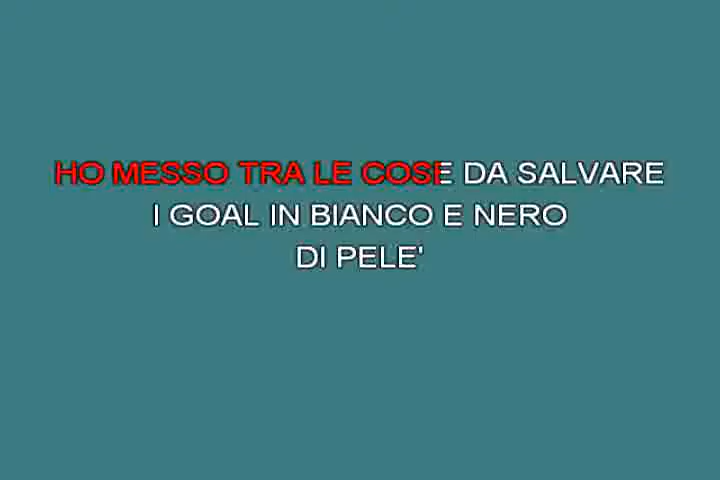 HO MESSO TRA LE COSE DA SALVARE
I GOAL IN BIANCO E NERO
DI PELE'